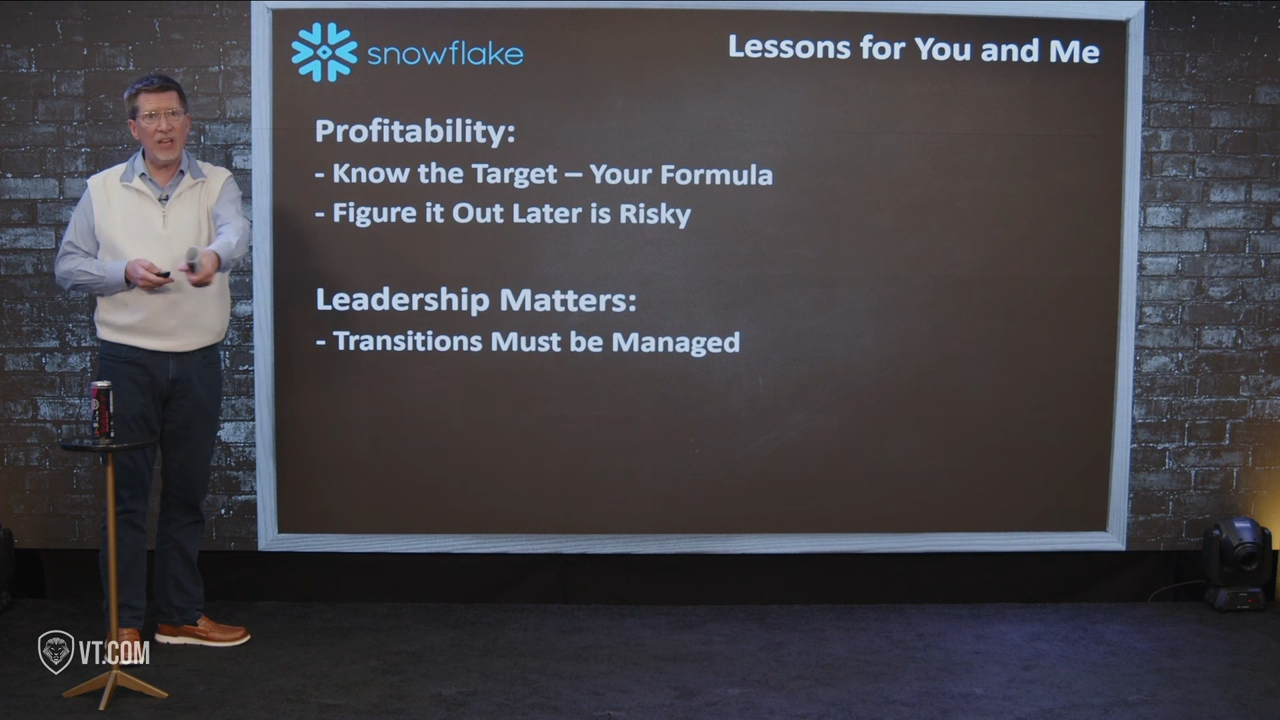 snowflake
Lessons for You and Me
Profitability:
- Know the Target – Your Formula
- Figure it Out Later is Risky
Leadership Matters:
- Transitions Must be Managed
VT.COM